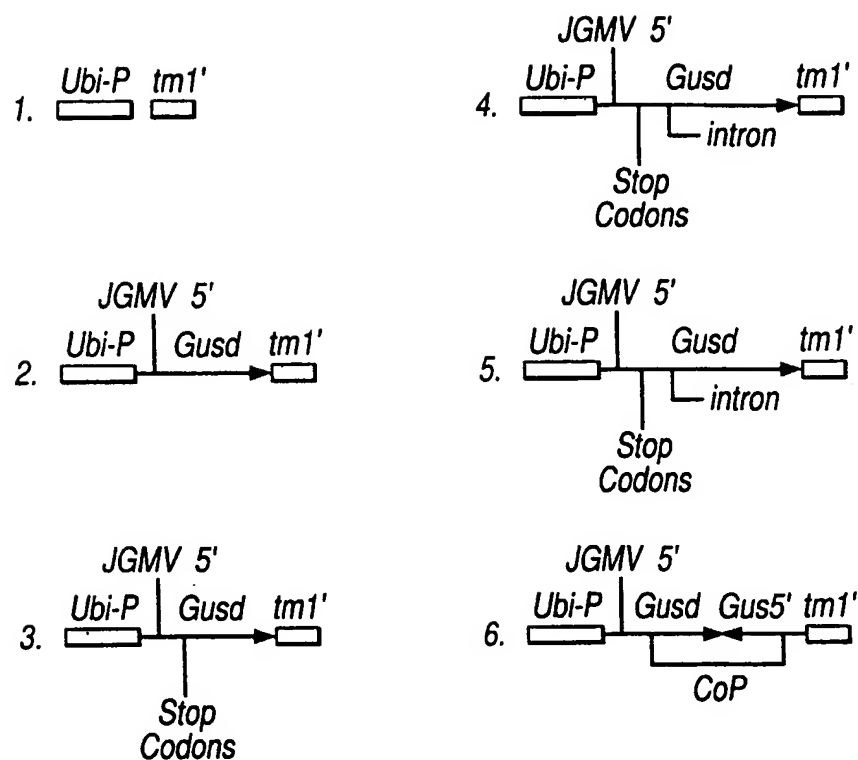 1.
Ubi-P tm1'
2.
JGMV 5'
Ubi-P Gusd tm1'
3.
JGMV 5'
Ubi-P Gusd tm1'
Stop
Codons
4.
JGMV 5'
Ubi-P Gusd tm1'
intron
Stop
Codons
5.
JGMV 5'
Ubi-P Gusd tm1'
intron
Stop
Codons
6.
JGMV 5'
Ubi-P Gusd Gus5' tm1'
CoP